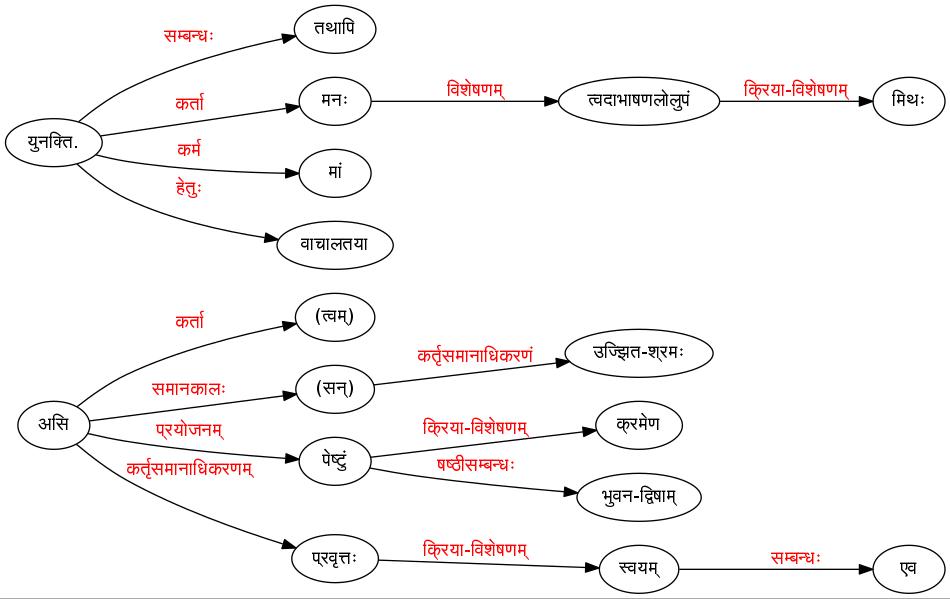 सम्बन्धः
तथापि
कर्ता
मनः
विशेषणम्
त्वदाभाषणलोलुपं
क्रिया-विशेषणम्
मिथः
युनक्ति.
कर्म
मां
हेतुः
वाचालतया
कर्ता
(त्वम्)
समानकालः
(सन्)
कर्तृसमानाधिकरणं
उज्झित-श्रमः
असि
प्रयोजनम्
पेष्टुं
क्रिया-विशेषणम्
क्रमेण
षष्ठीसम्बन्धः
भुवन-द्विषाम्
कर्तृसमानाधिकरणम्
प्रवृत्तः
क्रिया-विशेषणम्
स्वयम्
सम्बन्धः
एव